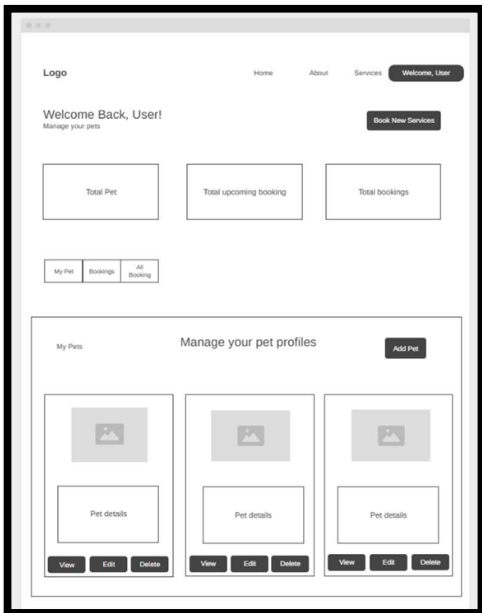 Logo
Home
About
Services
Welcome, User
Welcome Back, User!
Manage your pets
Book New Services
Total Pet
Total upcoming booking
Total bookings
My Pet
Bookings
All
Booking
My Pets
Manage your pet profiles
Add Pet
Pet details
Pet details
Pet details
View
Edit
Delete
View
Edit
Delete
View
Edit
Delete